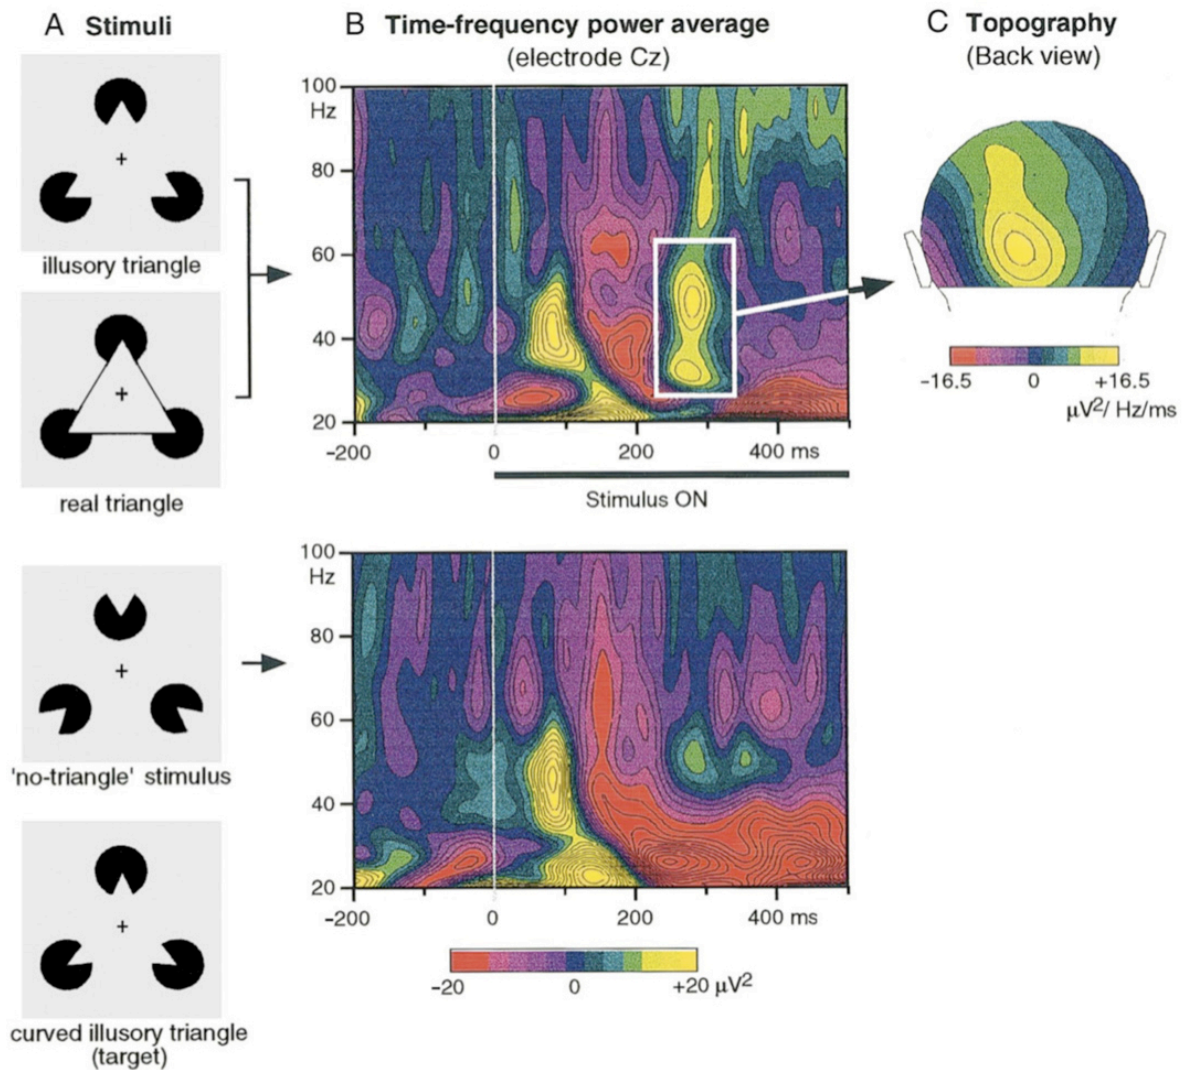 A Stimuli
illusory triangle
real triangle
'no-triangle' stimulus
curved illusory triangle
(target)
B Time-frequency power average
(electrode Cz)
100
Hz
80
60
40
20
-200 0 200 400 ms
Stimulus ON
100
Hz
80
60
40
20
-200 0 200 400 ms
-20 0 +20 µV²
C Topography
(Back view)
-16.5 0 +16.5
µV²/ Hz/ms